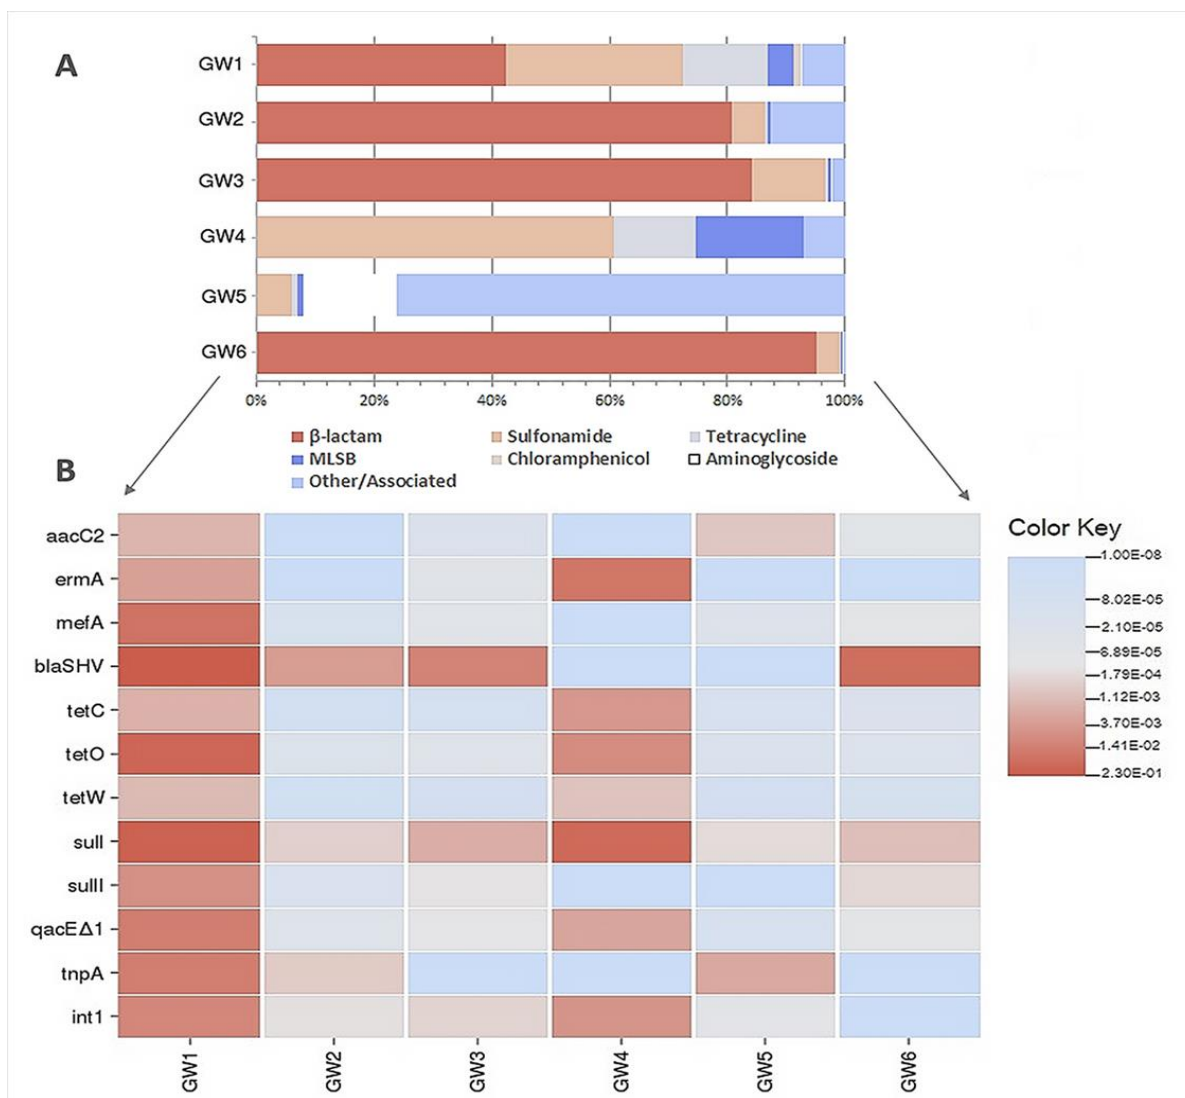 A
GW1
GW2
GW3
GW4
GW5
GW6
0% 20% 40% 60% 80% 100%
β-lactam Sulfonamide Tetracycline
MLSB Chloramphenicol Aminoglycoside
Other/Associated
B
aacC2
ermA
mefA
blaSHV
tetC
tetO
tetW
sulI
sulII
qacEΔ1
tnpA
int1
GW1 GW2 GW3 GW4 GW5 GW6
Color Key
1.00E-08
8.02E-05
2.10E-05
6.89E-05
1.79E-04
1.12E-03
3.70E-03
1.41E-02
2.30E-01